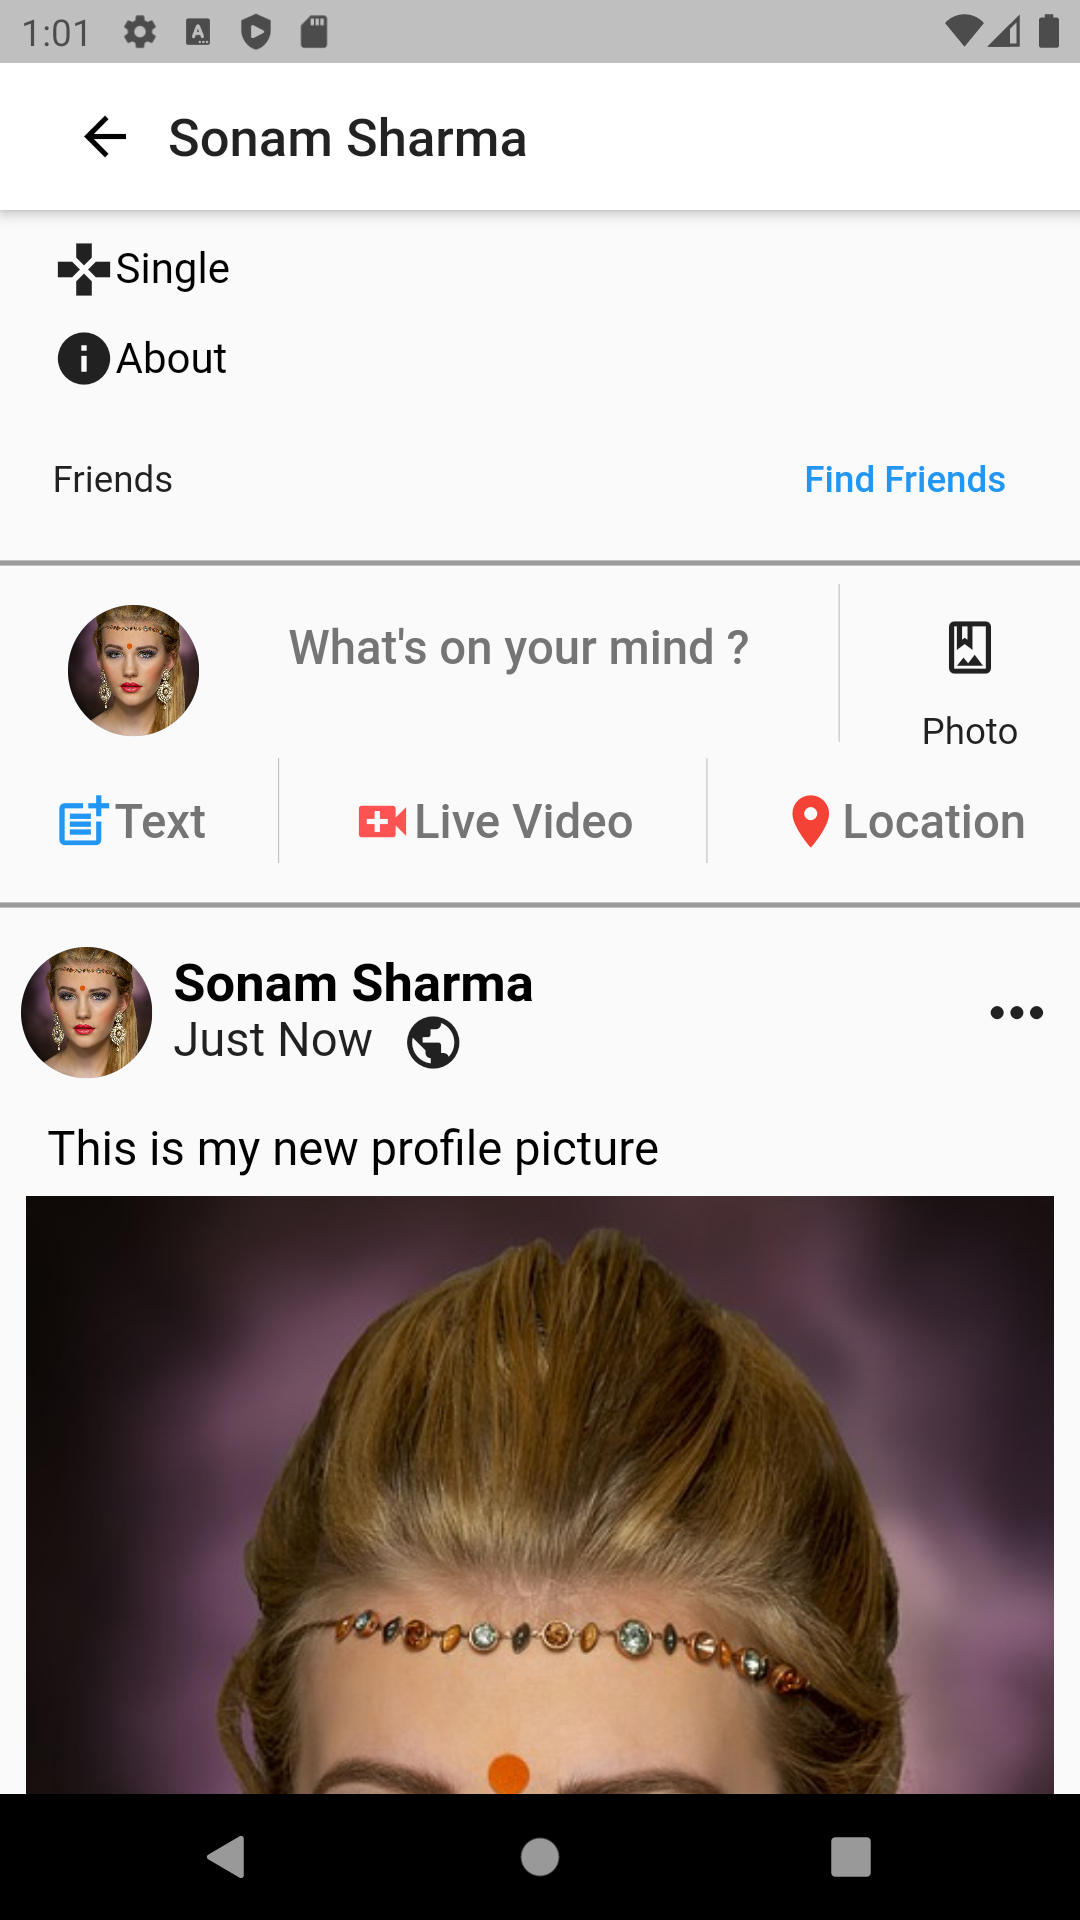 1:01
Sonam Sharma
Single
About
Friends
Find Friends
What's on your mind ?
Photo
Text
Live Video
Location
Sonam Sharma
Just Now
This is my new profile picture